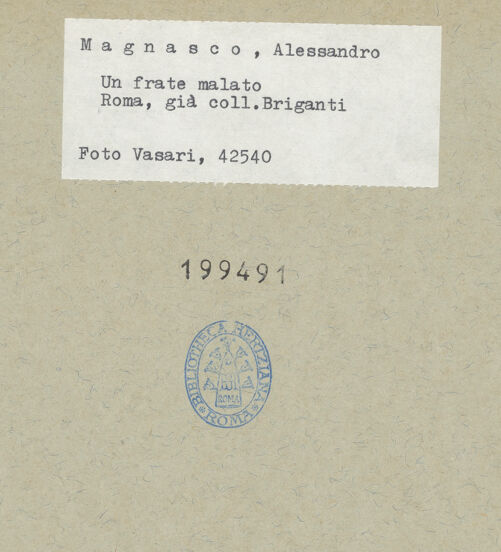 Magnasco, Alessandro
Un frate malato
Roma, già coll.Briganti
Foto Vasari, 42540
199491
BIBLIOTHECA HERTZIANA
ROMA
* ROMA *